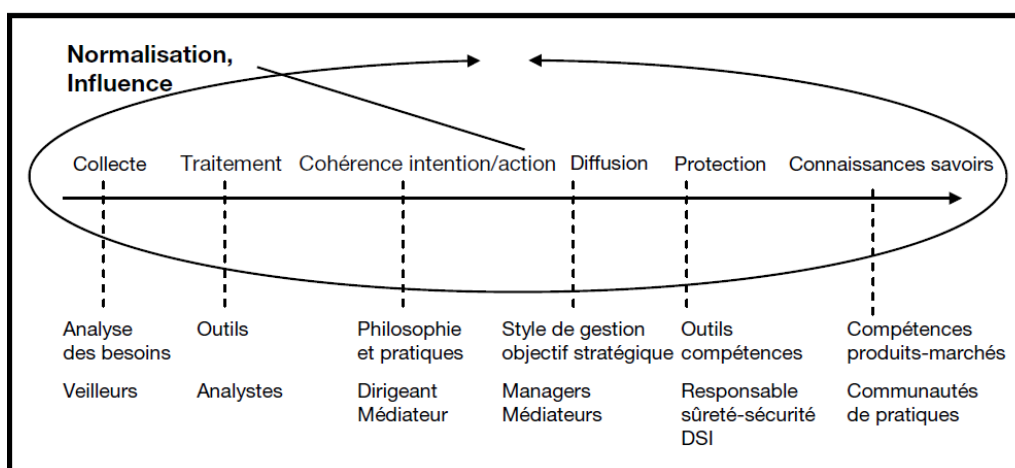 Normalisation,
Influence
Collecte
Traitement
Cohérence intention/action
Diffusion
Protection
Connaissances savoirs
Analyse
des besoins
Veilleurs
Outils
Analystes
Philosophie
et pratiques
Dirigeant
Médiateur
Style de gestion
objectif stratégique
Managers
Médiateurs
Outils
compétences
Responsable
sûreté-sécurité
DSI
Compétences
produits-marchés
Communautés
de pratiques